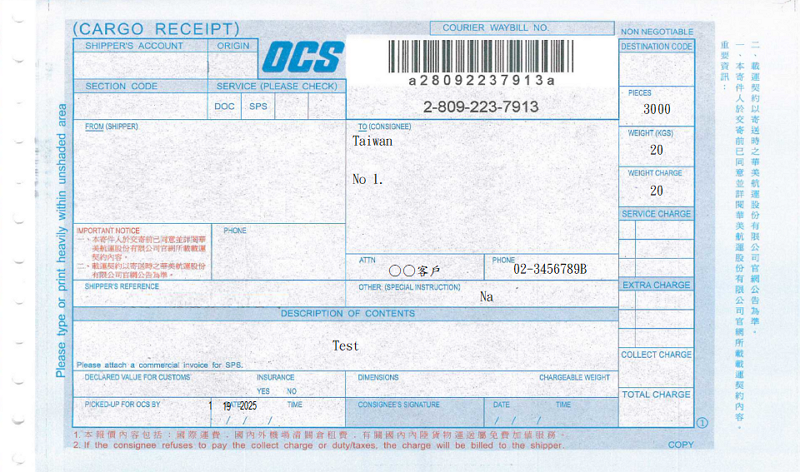 (CARGO RECEIPT)
COURIER WAYBILL NO.
NON NEGOTIABLE
SHIPPER'S ACCOUNT
ORIGIN
OCS
a280092237913a
2-809-223-7913
DESTINATION CODE
SECTION CODE
SERVICE (PLEASE CHECK)
DOC
SPS
PIECES
3000
FROM (SHIPPER)
TO (CONSIGNEE)
Taiwan
No 1.
WEIGHT (KGS)
20
WEIGHT CHARGE
20
SERVICE CHARGE
IMPORTANT NOTICE
一、本寄件人於交寄前已同意並詳閱華
美航運股份有限公司官網所載載運
契約內容。
二、載運契約以寄送時之華美航運股份
有限公司官網公告為準。
PHONE
ATTN
○○客戶
PHONE
02-3456789B
SHIPPER'S REFERENCE
OTHER: (SPECIAL INSTRUCTION)
Na
EXTRA CHARGE
DESCRIPTION OF CONTENTS
Test
Please attach a commercial invoice for SPS.
COLLECT CHARGE
DECLARED VALUE FOR CUSTOMS
INSURANCE
YES NO
DIMENSIONS
CHARGEABLE WEIGHT
TOTAL CHARGE
PICKED-UP FOR OCS BY
DATE
1 19 2025
TIME
/ / /
CONSIGNEE'S SIGNATURE
DATE
TIME
/ / /
①
1. 本報價內容包括：國際運費，國內外機場清關倉租費，有關國內內陸貨物運送屬免費加值服務。
2. If the consignee refuses to pay the collect charge or duty/taxes, the charge will be billed to the shipper.
COPY
Please type or print heavily within unshaded area
重要資訊：
一、本寄件人於交寄前已同意並詳閱華美航運股份有限公司官網所載載運契約內容。
二、載運契約以寄送時之華美航運股份有限公司官網公告為準。